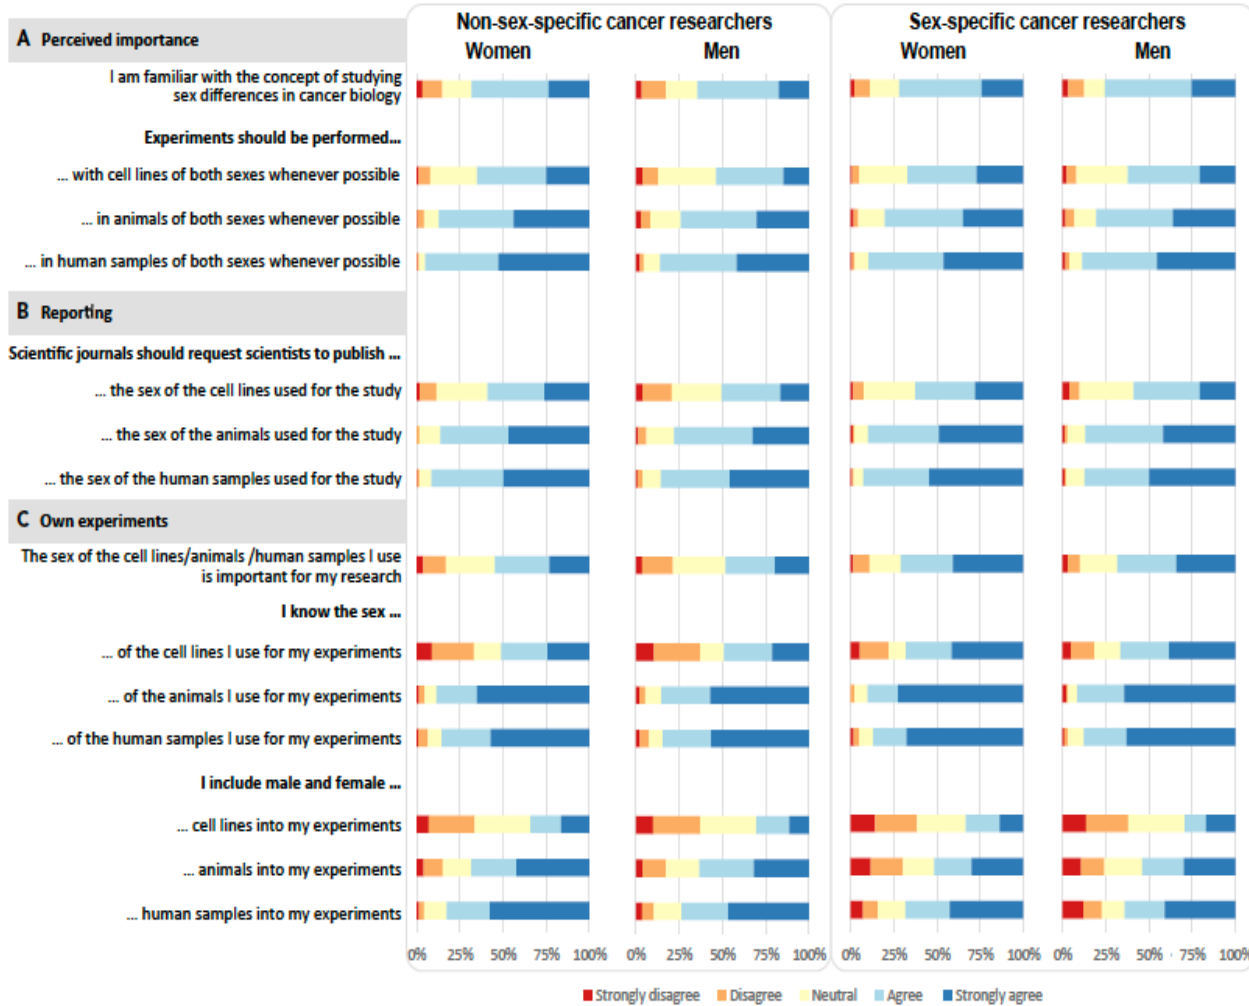 Non-sex-specific cancer researchers
Sex-specific cancer researchers
Women
Men
Women
Men
A Perceived importance
I am familiar with the concept of studying
sex differences in cancer biology
Experiments should be performed...
... with cell lines of both sexes whenever possible
... in animals of both sexes whenever possible
... in human samples of both sexes whenever possible
B Reporting
Scientific journals should request scientists to publish ...
... the sex of the cell lines used for the study
... the sex of the animals used for the study
... the sex of the human samples used for the study
C Own experiments
The sex of the cell lines/animals /human samples I use
is important for my research
I know the sex ...
... of the cell lines I use for my experiments
... of the animals I use for my experiments
... of the human samples I use for my experiments
I include male and female ...
... cell lines into my experiments
... animals into my experiments
... human samples into my experiments
0% 25% 50% 75% 100%
0% 25% 50% 75% 100%
0% 25% 50% 75% 100%
0% 25% 50% 75% 100%
Strongly disagree Disagree Neutral Agree Strongly agree